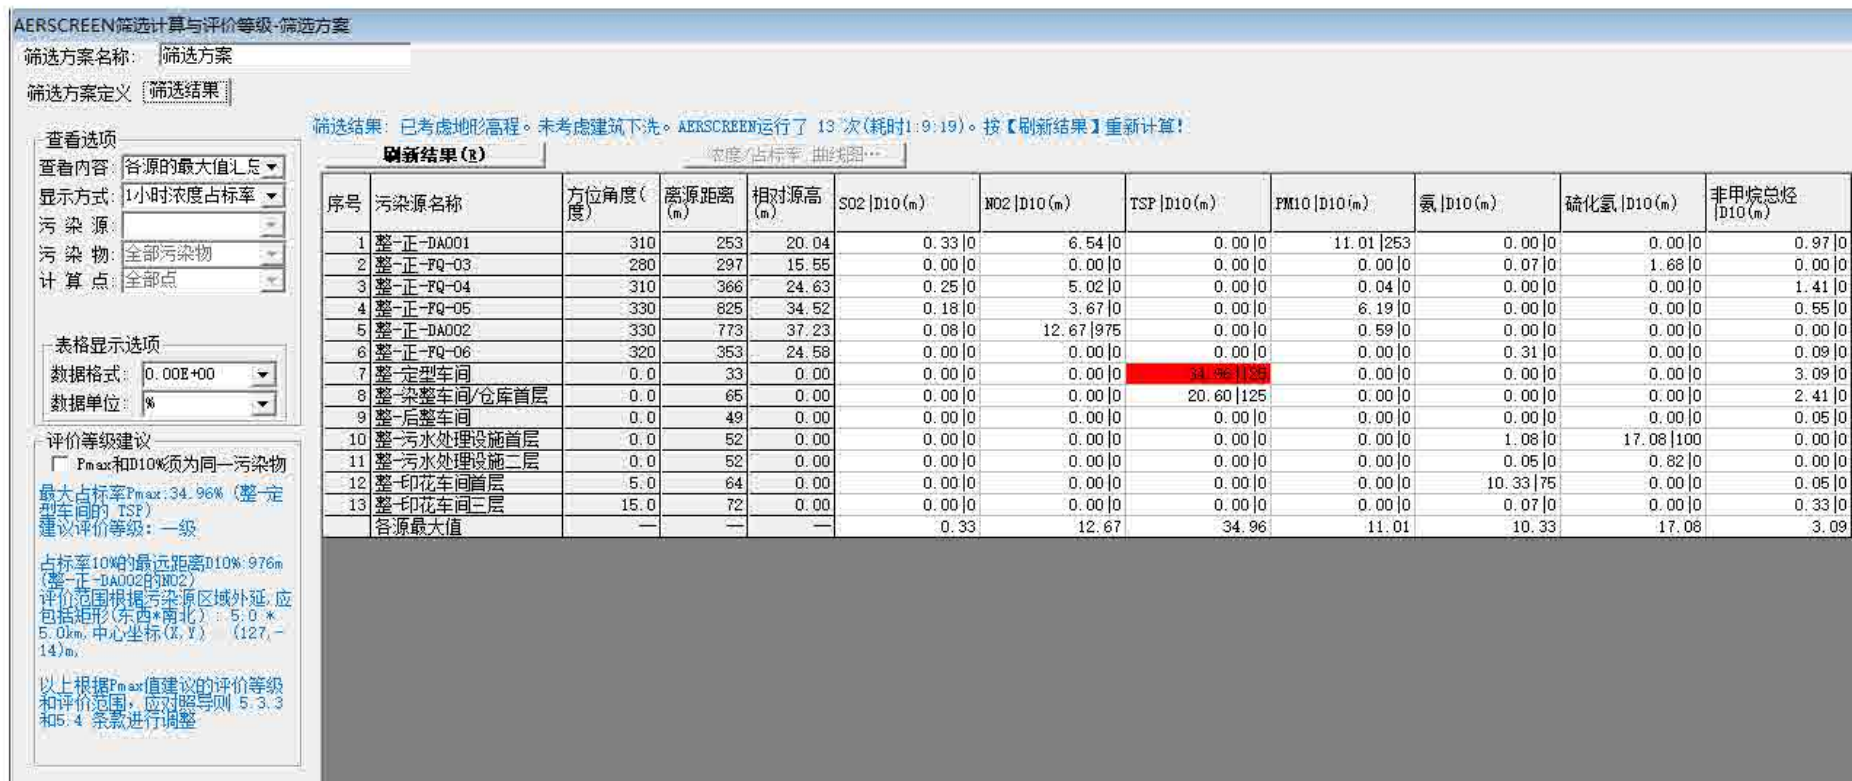 AERSCREEN筛选计算与评价等级-筛选方案
筛选方案名称: 筛选方案
筛选方案定义 筛选结果
筛选结果: 已考虑地形高程。未考虑建筑下洗。AERSCREEN运行了 13 次(耗时1:9:19)。按【刷新结果】重新计算!
刷新结果(R) 浓度/占标率 曲线图…
查看选项
查看内容: 各源的最大值汇总
显示方式: 1小时浓度占标率
污 染 源:
污 染 物: 全部污染物
计 算 点: 全部点
表格显示选项
数据格式: 0.00E+00
数据单位: %
评价等级建议
Pmax和D10%须为同一污染物
最大占标率Pmax:34.96% (整-定
型车间的 TSP)
建议评价等级: 一级
占标率10%的最远距离D10%:976m
(整-正-DA002的NO2)
评价范围根据污染源区域外延,应
包括矩形(东西*南北): 5.0 *
5.0km,中心坐标(X,Y) (127,-
14)m,
以上根据Pmax值建议的评价等级
和评价范围,应对照导则 5.3.3
和5.4 条款进行调整
序号 污染源名称 方位角度(度) 离源距离(m) 相对源高(m) SO2|D10(m) NO2|D10(m) TSP|D10(m) PM10|D10(m) 氨|D10(m) 硫化氢|D10(m) 非甲烷总烃|D10(m)
1 整-正-DA001 310 253 20.04 0.33|0 6.54|0 0.00|0 11.01|253 0.00|0 0.00|0 0.97|0
2 整-正-FQ-03 280 297 15.55 0.00|0 0.00|0 0.00|0 0.00|0 0.07|0 1.68|0 0.00|0
3 整-正-FQ-04 310 366 24.63 0.25|0 5.02|0 0.00|0 0.04|0 0.00|0 0.00|0 1.41|0
4 整-正-FQ-05 330 825 34.52 0.18|0 3.67|0 0.00|0 6.19|0 0.00|0 0.00|0 0.55|0
5 整-正-DA002 330 773 37.23 0.08|0 12.67|975 0.00|0 0.59|0 0.00|0 0.00|0 0.00|0
6 整-正-FQ-06 320 353 24.58 0.00|0 0.00|0 0.00|0 0.00|0 0.31|0 0.00|0 0.09|0
7 整-定型车间 0.0 33 0.00 0.00|0 0.00|0 34.96|125 0.00|0 0.00|0 0.00|0 3.09|0
8 整-染整车间/仓库首层 0.0 65 0.00 0.00|0 0.00|0 20.60|125 0.00|0 0.00|0 0.00|0 2.41|0
9 整-后整车间 0.0 49 0.00 0.00|0 0.00|0 0.00|0 0.00|0 0.00|0 0.00|0 0.05|0
10 整-污水处理设施首层 0.0 52 0.00 0.00|0 0.00|0 0.00|0 0.00|0 1.08|0 17.08|100 0.00|0
11 整-污水处理设施二层 0.0 52 0.00 0.00|0 0.00|0 0.00|0 0.00|0 0.05|0 0.82|0 0.00|0
12 整-印花车间首层 5.0 64 0.00 0.00|0 0.00|0 0.00|0 0.00|0 10.33|75 0.00|0 0.05|0
13 整-印花车间三层 15.0 72 0.00 0.00|0 0.00|0 0.00|0 0.00|0 0.07|0 0.00|0 0.33|0
各源最大值 — — — 0.33 12.67 34.96 11.01 10.33 17.08 3.09